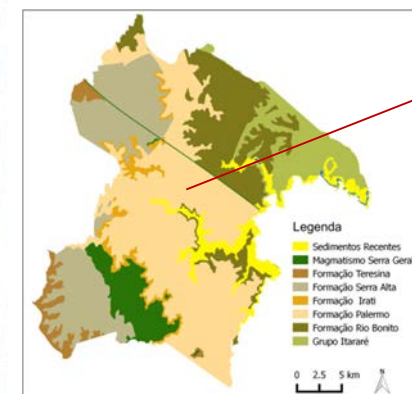 Legenda
Sedimentos Recentes
Magmatismo Serra Geral
Formação Teresina
Formação Serra Alta
Formação Irati
Formação Palermo
Formação Rio Bonito
Grupo Itararé
0 2.5 5 km
N